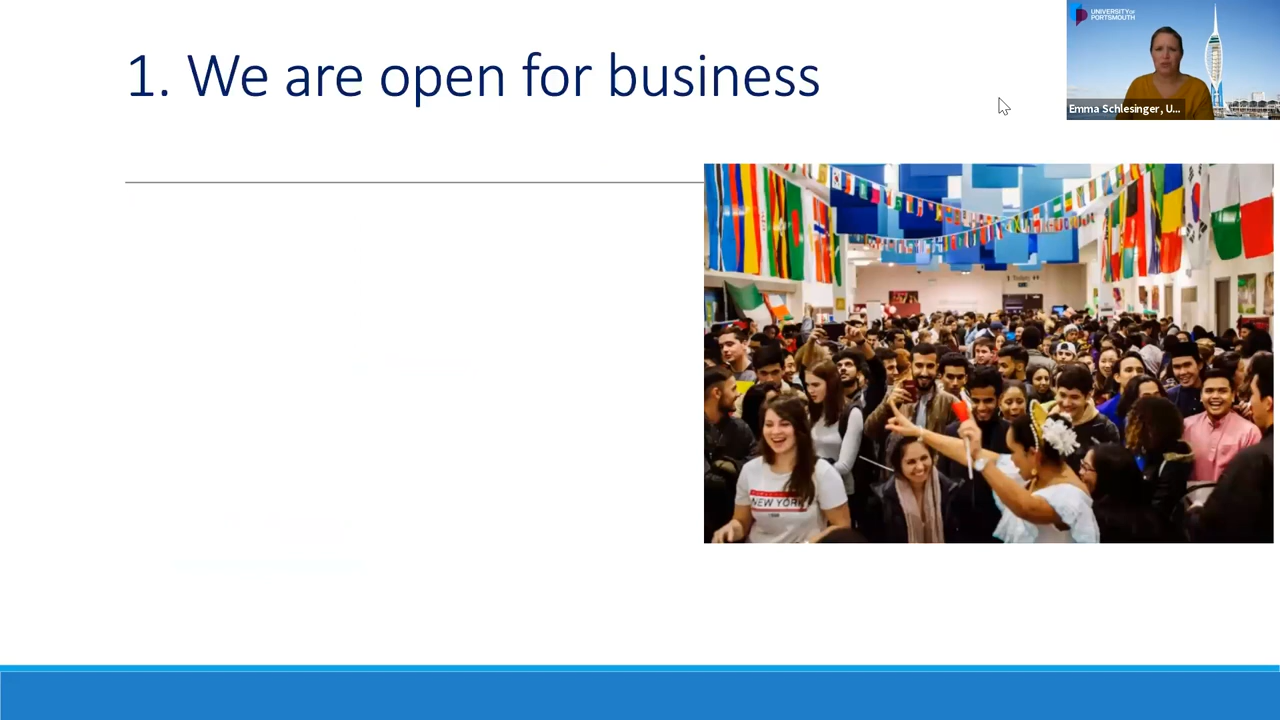 1. We are open for business
UNIVERSITY OF
PORTSMOUTH
Emma Schlesinger, U...
NEW YORK